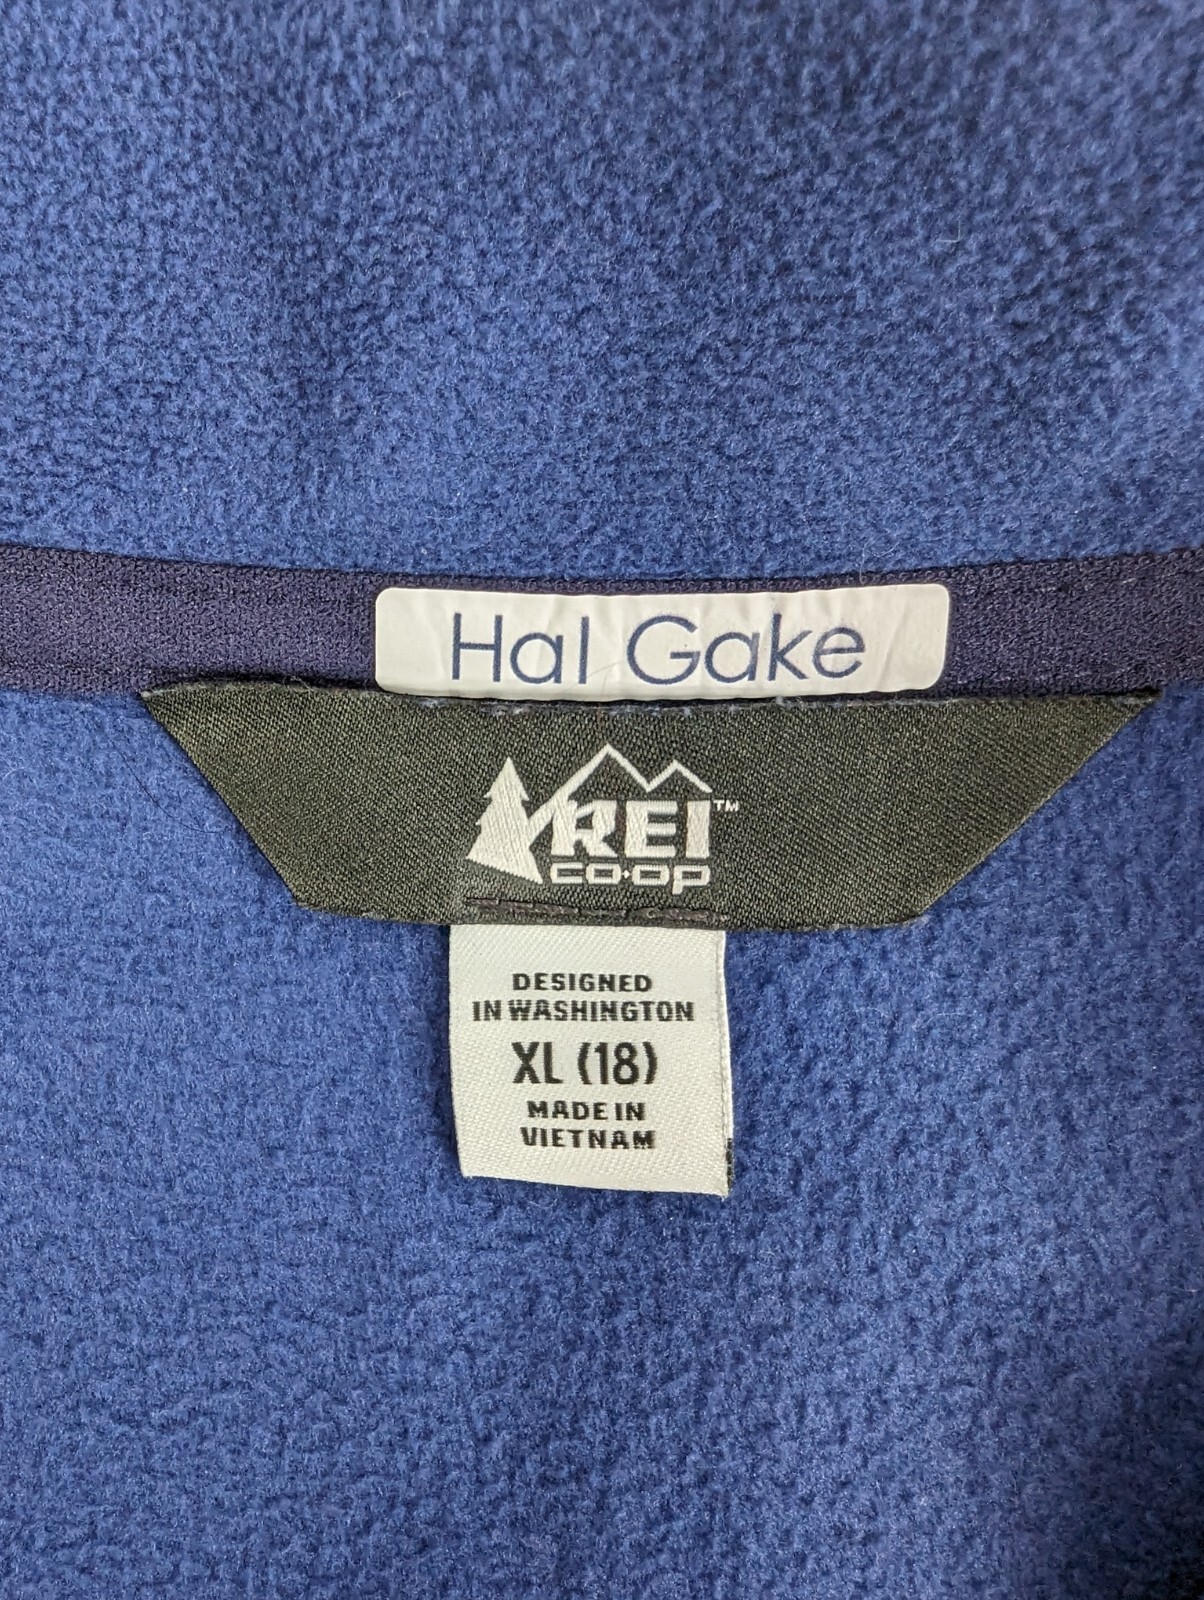 Hal Gake
REI™
CO·OP
DESIGNED
IN WASHINGTON
XL (18)
MADE IN
VIETNAM